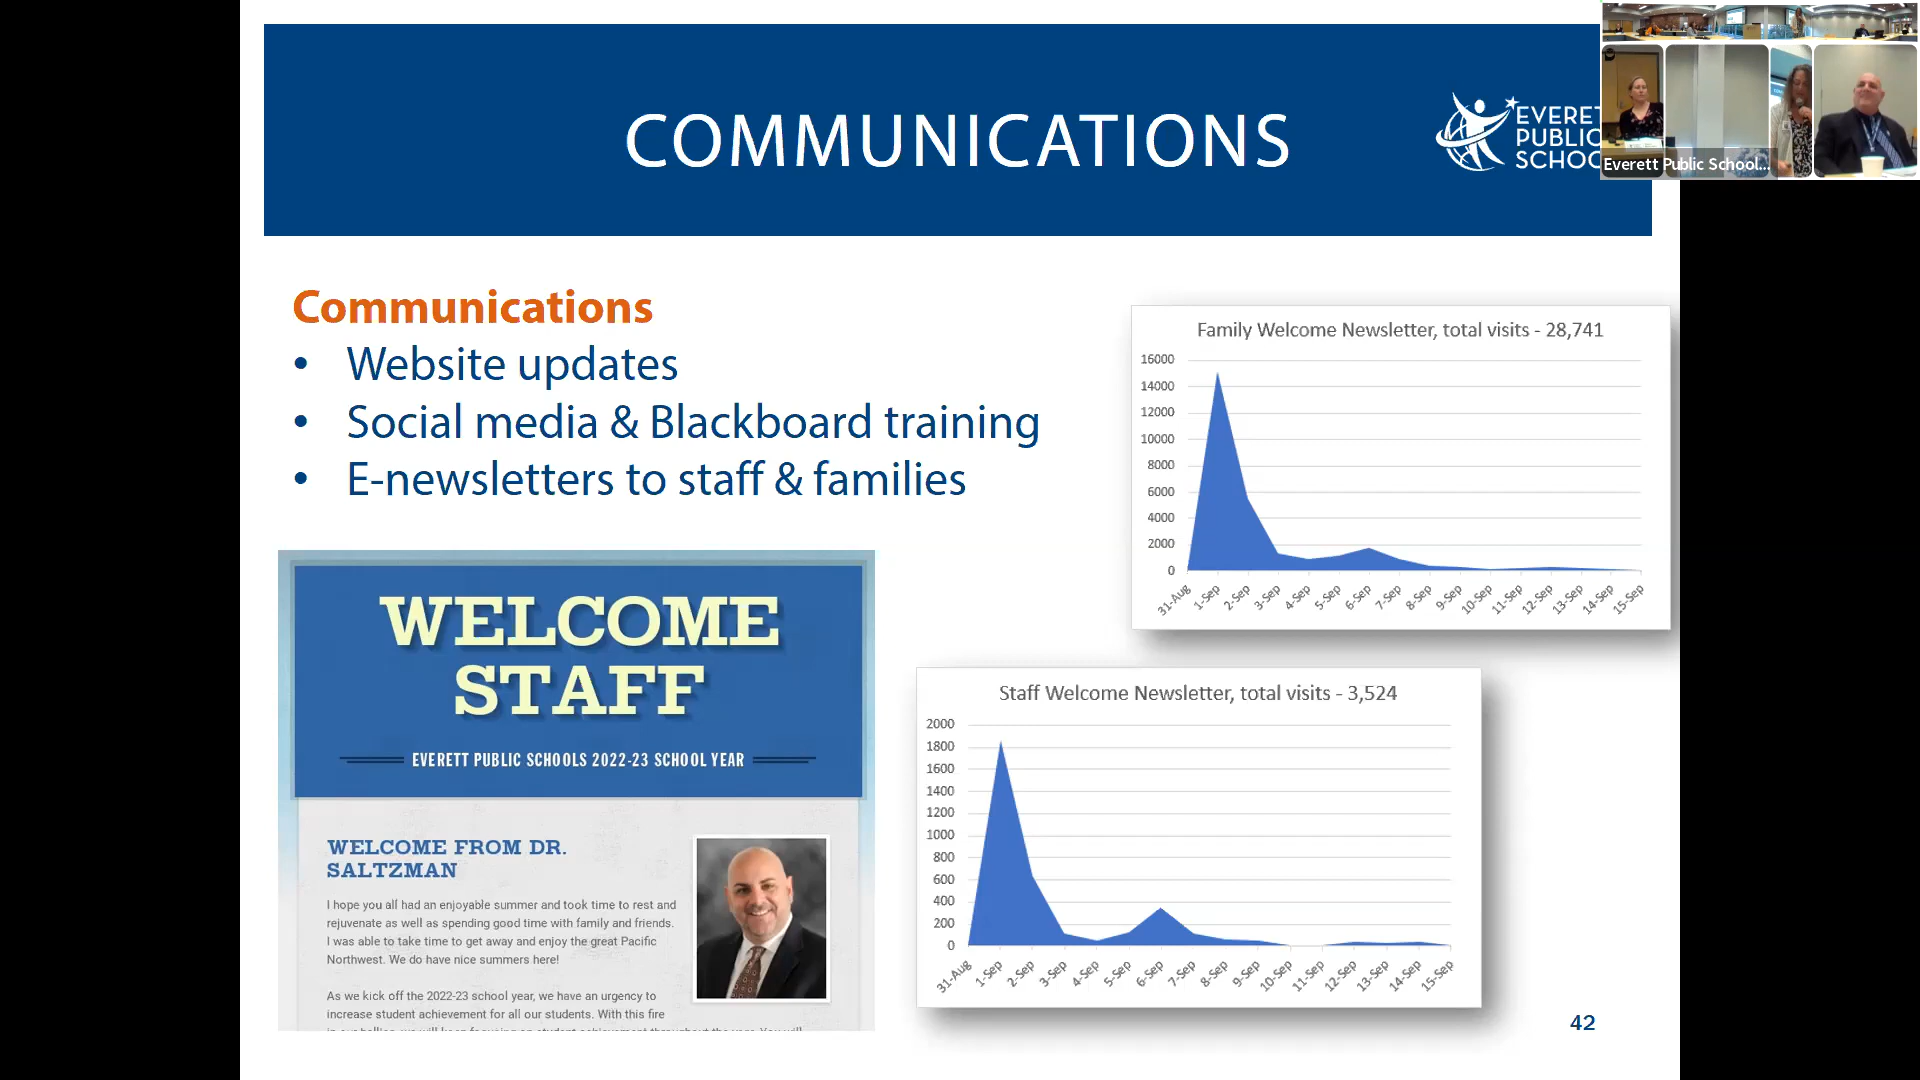 COMMUNICATIONS
EVERET
PUBLIC
SCHOO
Everett Public School...
Communications
• Website updates
• Social media & Blackboard training
• E-newsletters to staff & families
Family Welcome Newsletter, total visits - 28,741
16000
14000
12000
10000
8000
6000
4000
2000
0
31-Aug 1-Sep 2-Sep 3-Sep 4-Sep 5-Sep 6-Sep 7-Sep 8-Sep 9-Sep 10-Sep 11-Sep 12-Sep 13-Sep 14-Sep 15-Sep
WELCOME
STAFF
EVERETT PUBLIC SCHOOLS 2022-23 SCHOOL YEAR
WELCOME FROM DR.
SALTZMAN
I hope you all had an enjoyable summer and took time to rest and
rejuvenate as well as spending good time with family and friends.
I was able to take time to get away and enjoy the great Pacific
Northwest. We do have nice summers here!
As we kick off the 2022-23 school year, we have an urgency to
increase student achievement for all our students. With this fire
Staff Welcome Newsletter, total visits - 3,524
2000
1800
1600
1400
1200
1000
800
600
400
200
0
31-Aug 1-Sep 2-Sep 3-Sep 4-Sep 5-Sep 6-Sep 7-Sep 8-Sep 9-Sep 10-Sep 11-Sep 12-Sep 13-Sep 14-Sep 15-Sep
42